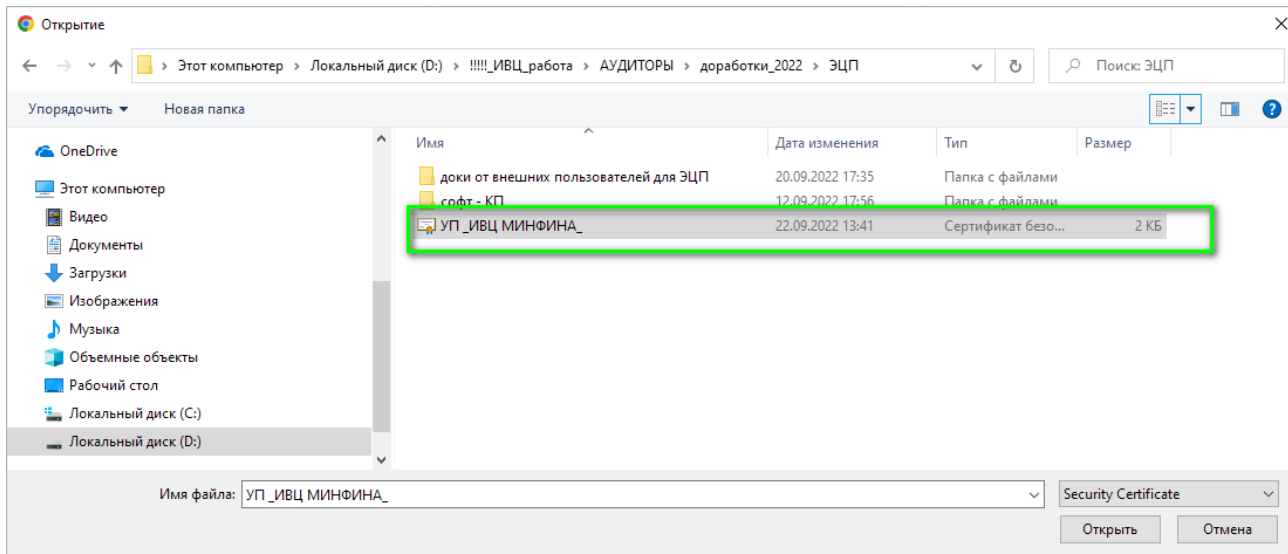 Открытие
Этот компьютер > Локальный диск (D:) > !!!!!_ИВЦ_работа > АУДИТОРЫ > доработки_2022 > ЭЦП
Поиск: ЭЦП
Упорядочить Новая папка
OneDrive
Этот компьютер
Видео
Документы
Загрузки
Изображения
Музыка
Объемные объекты
Рабочий стол
Локальный диск (C:)
Локальный диск (D:)
Имя Дата изменения Тип Размер
доки от внешних пользователей для ЭЦП 20.09.2022 17:35 Папка с файлами
софт - КП 12.09.2022 17:56 Папка с файлами
УП _ИВЦ МИНФИНА_ 22.09.2022 13:41 Сертификат безо... 2 КБ
Имя файла: УП _ИВЦ МИНФИНА_ Security Certificate
Открыть Отмена